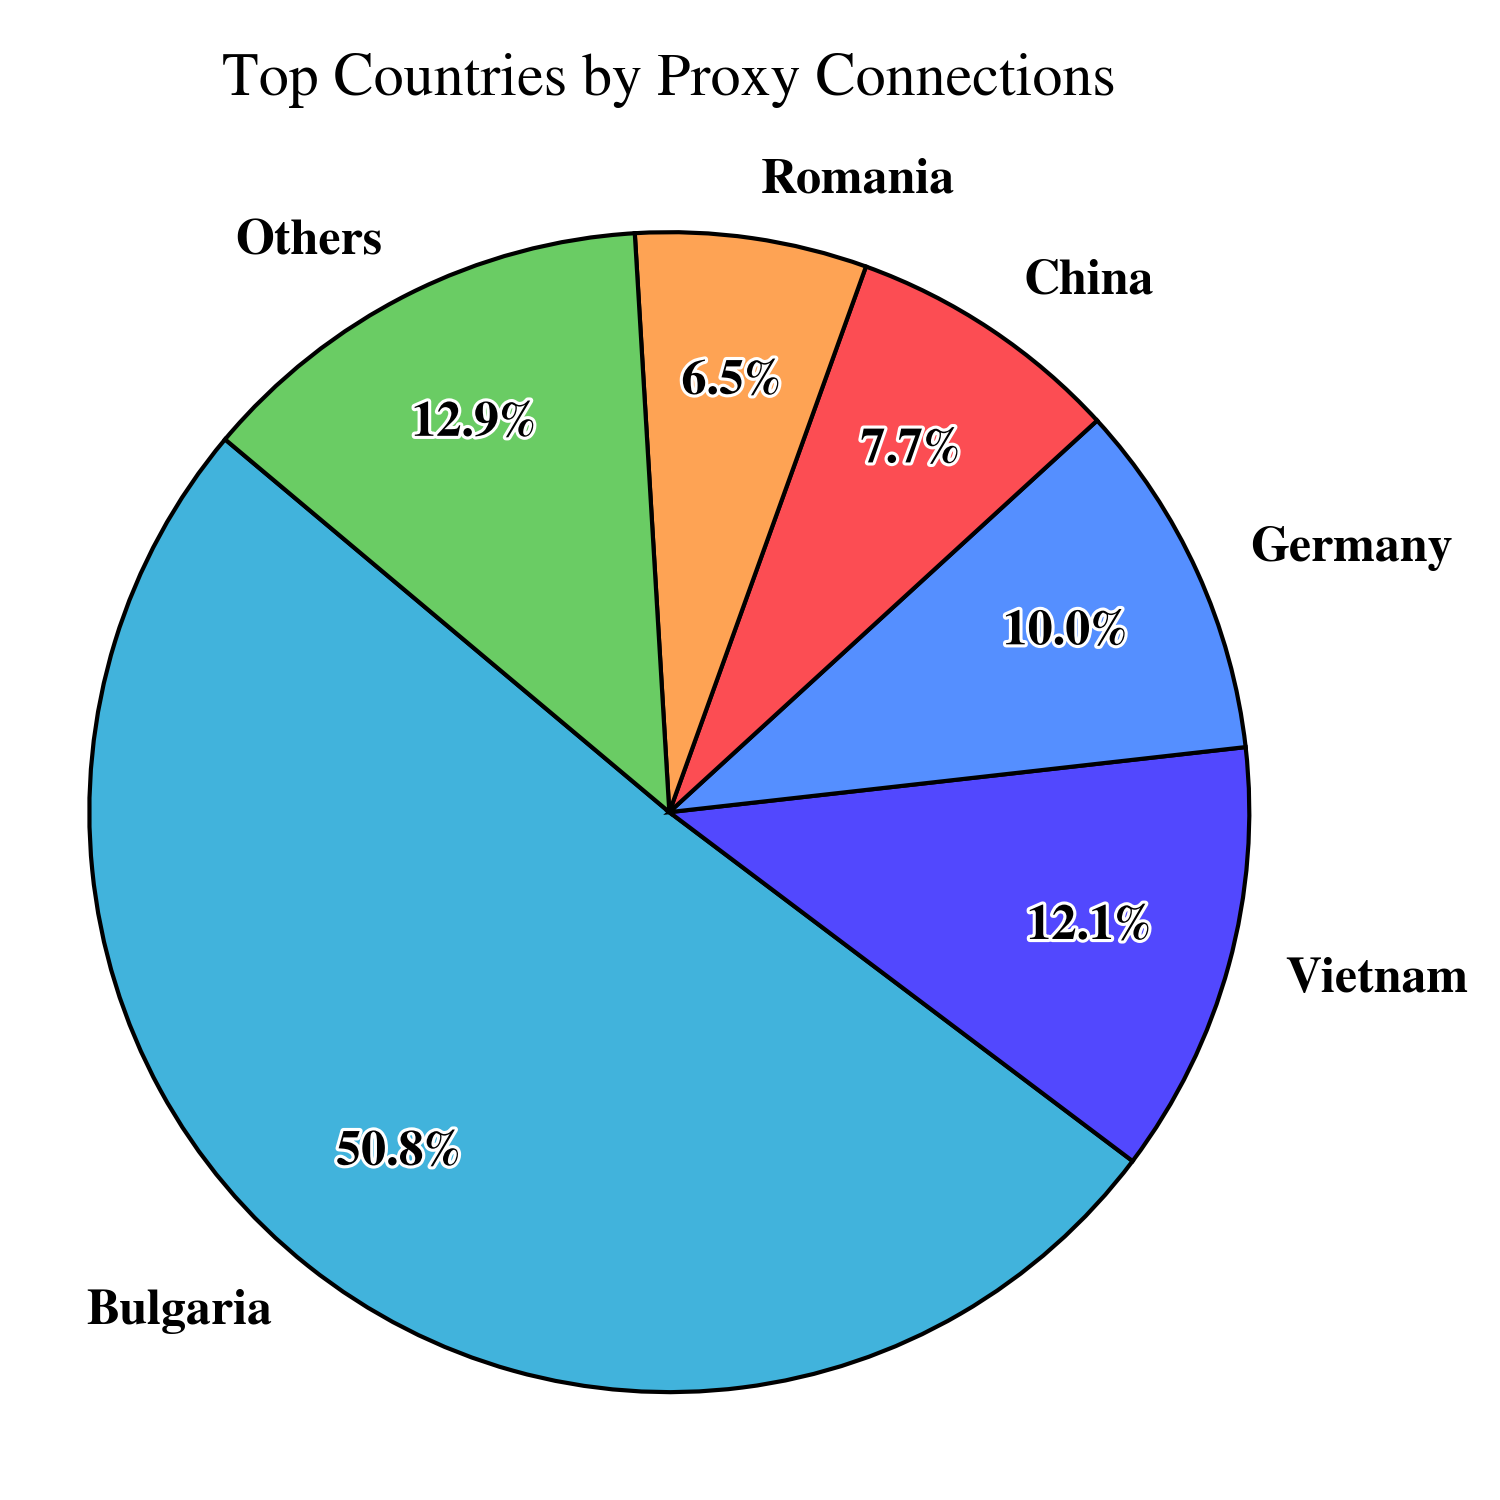 Top Countries by Proxy Connections
Romania
Others
China
6.5%
12.9%
7.7%
Germany
10.0%
12.1%
Vietnam
50.8%
Bulgaria